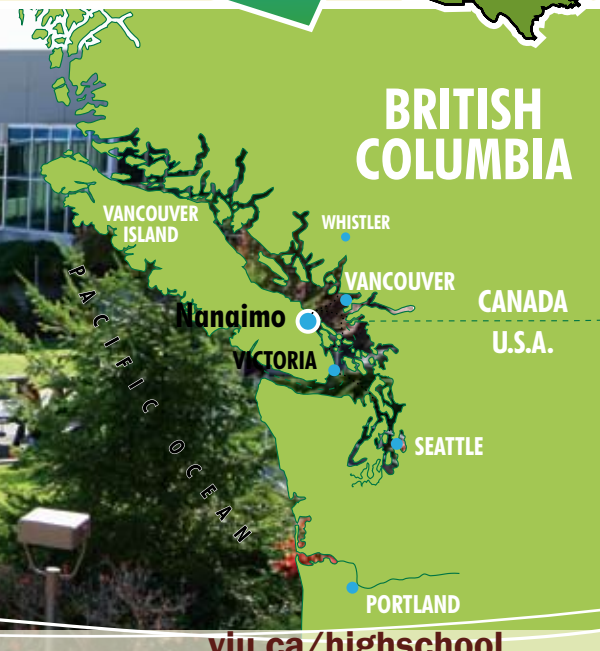 BRITISH
COLUMBIA
VANCOUVER
ISLAND
WHISTLER
VANCOUVER
CANADA
Nanaimo
U.S.A.
VICTORIA
PACIFIC OCEAN
SEATTLE
PORTLAND
viu.ca/highschool